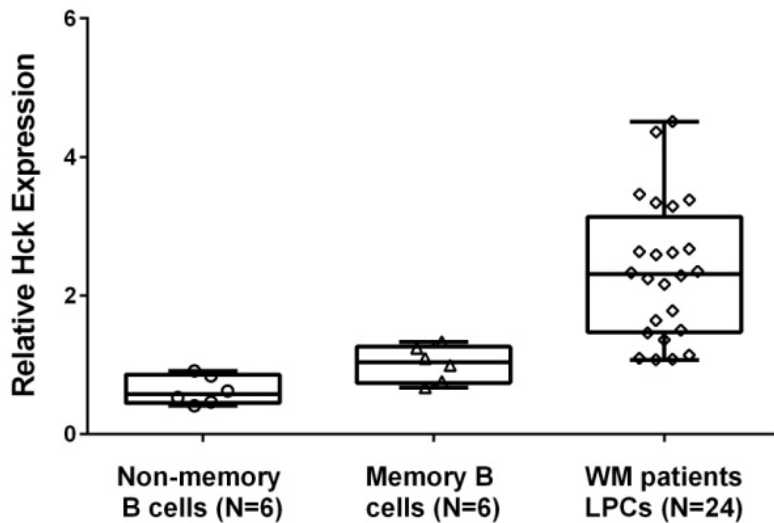 Relative Hck Expression
6
4
2
0
Non-memory
B cells (N=6)
Memory B
cells (N=6)
WM patients
LPCs (N=24)